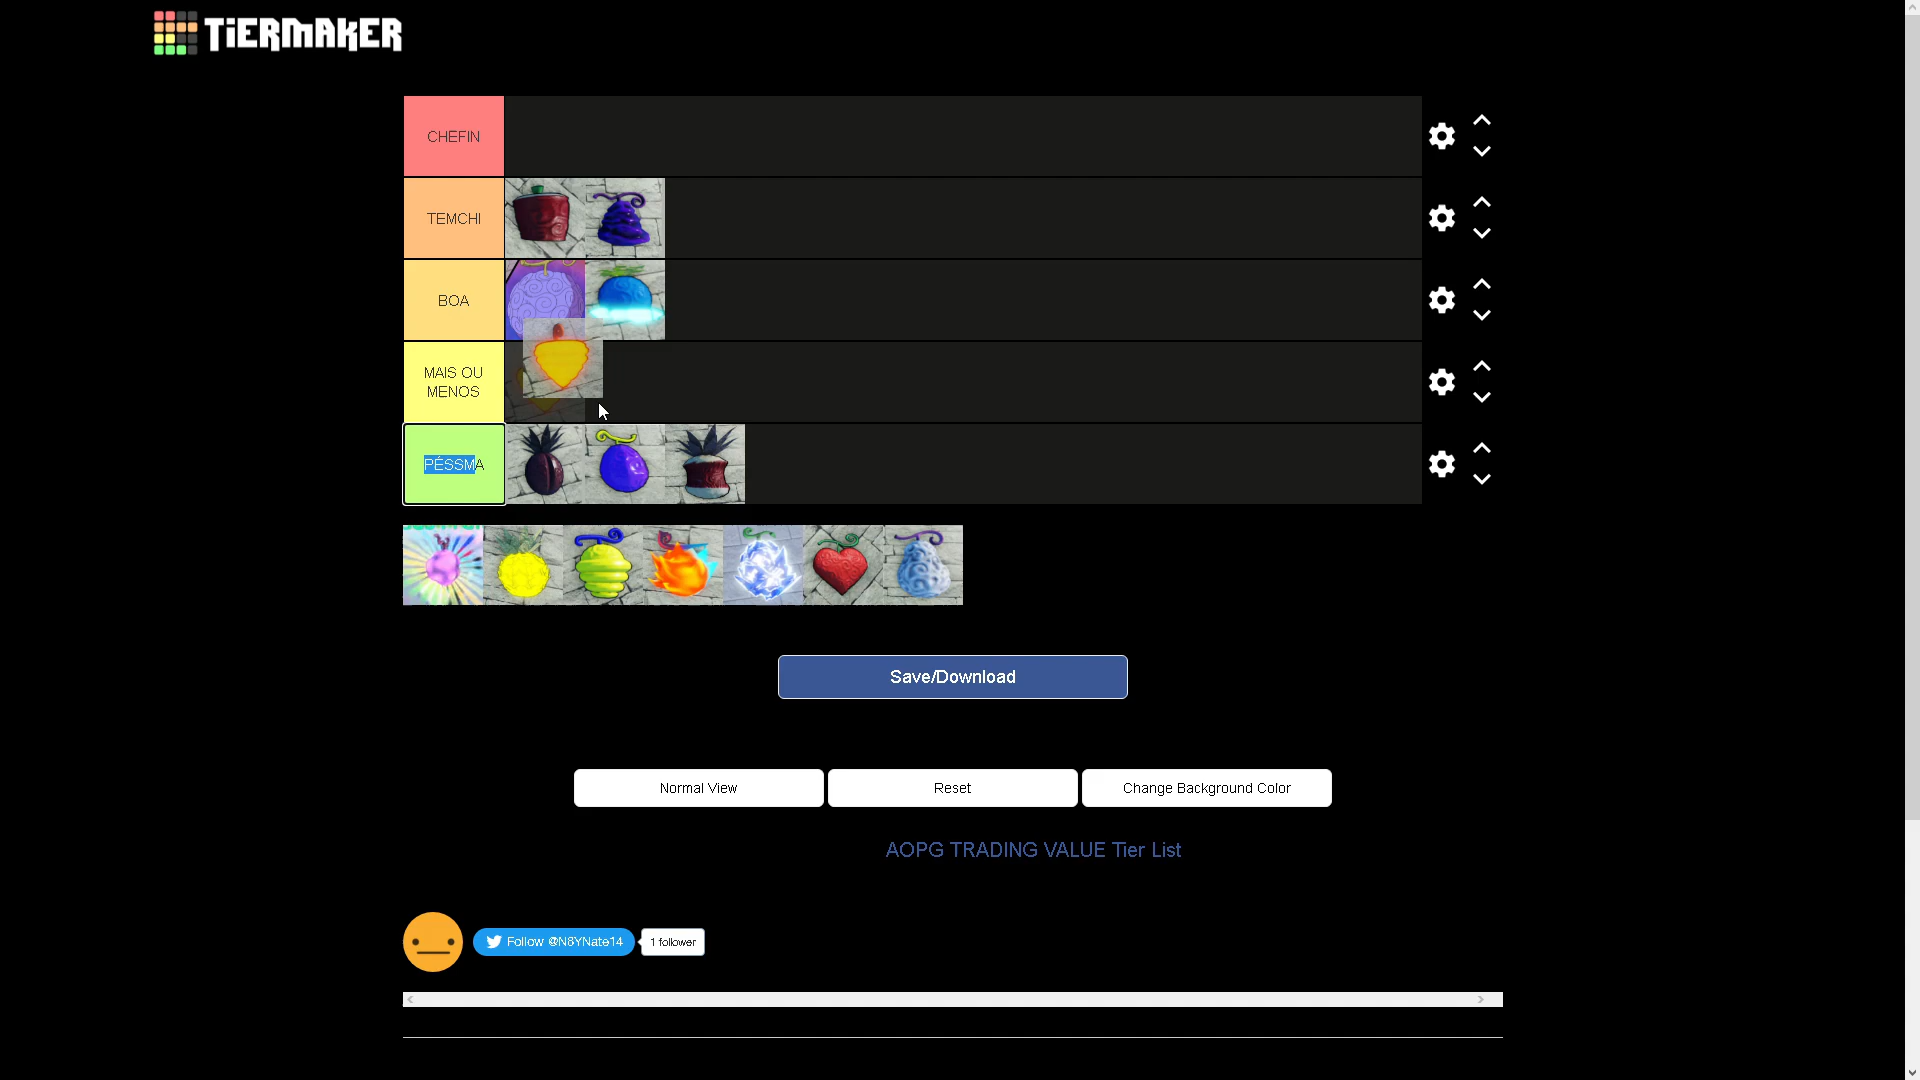 TiERMAKER
CHEFIN
TEMCHI
BOA
MAIS OU
MENOS
PÉSSMA
Save/Download
Normal View
Reset
Change Background Color
AOPG TRADING VALUE Tier List
Follow @N8YNate14
1 follower